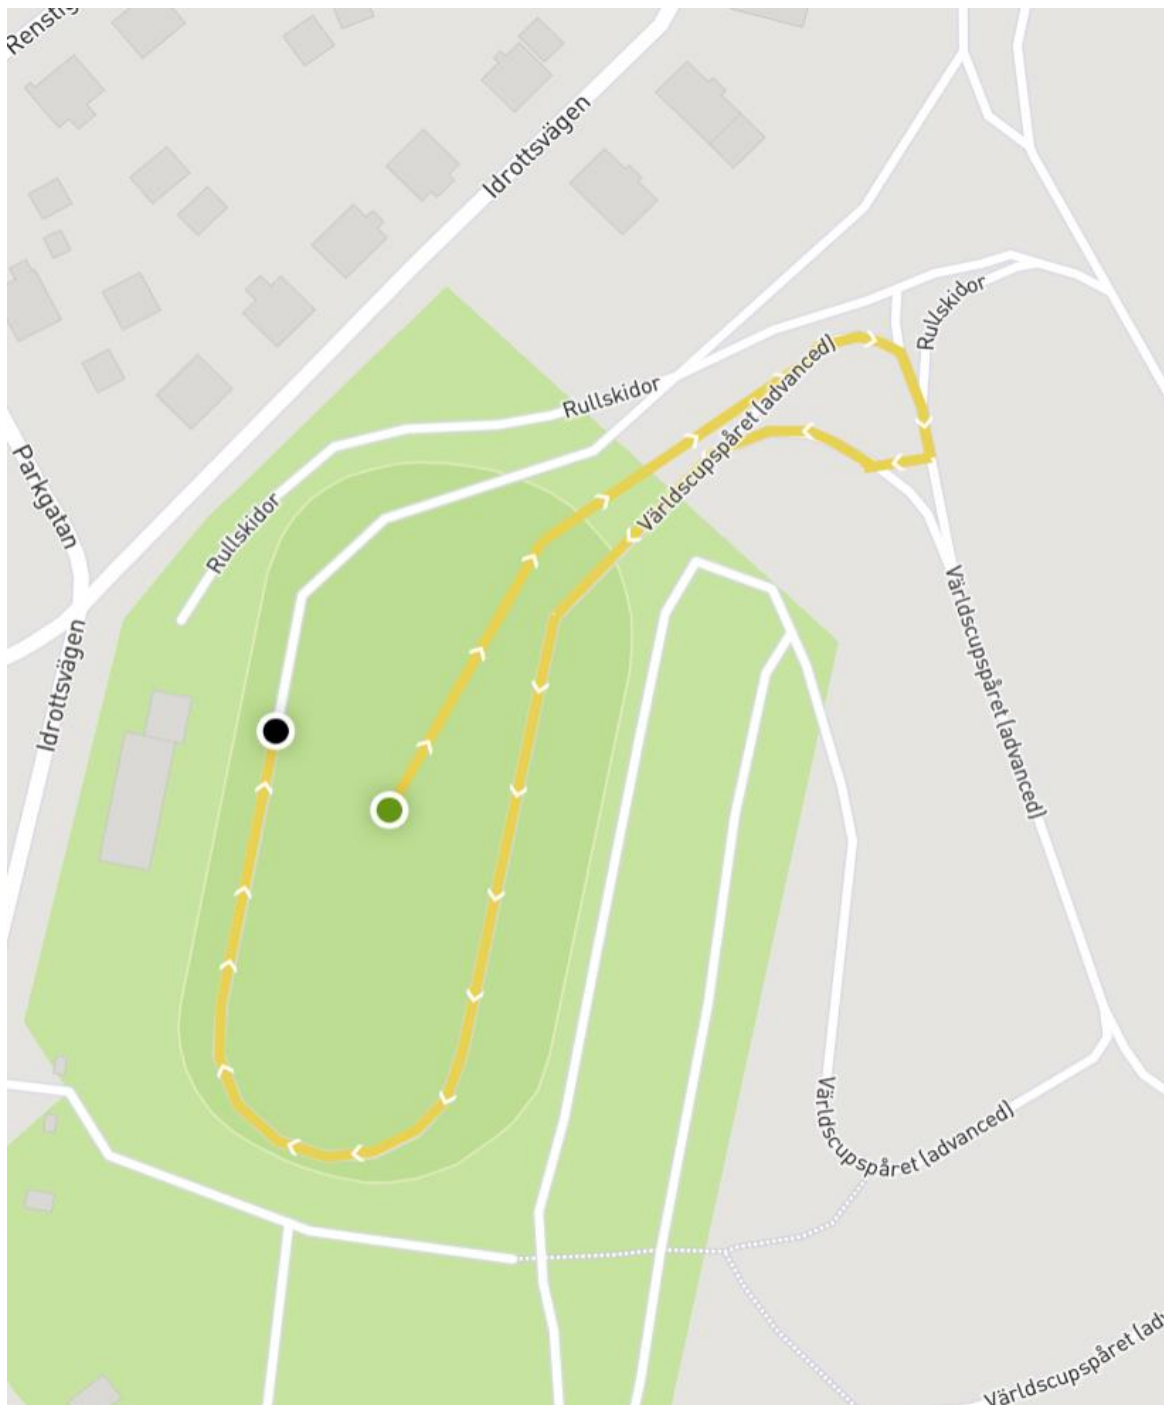 Renstig
Idrottsvägen
Rullskidor
Rullskidor
Världscupspåret (advanced)
Parkgatan
Rullskidor
Världscupspåret (advanced)
Idrottsvägen
Världscupspåret (advanced)
Världscupspåret (adv